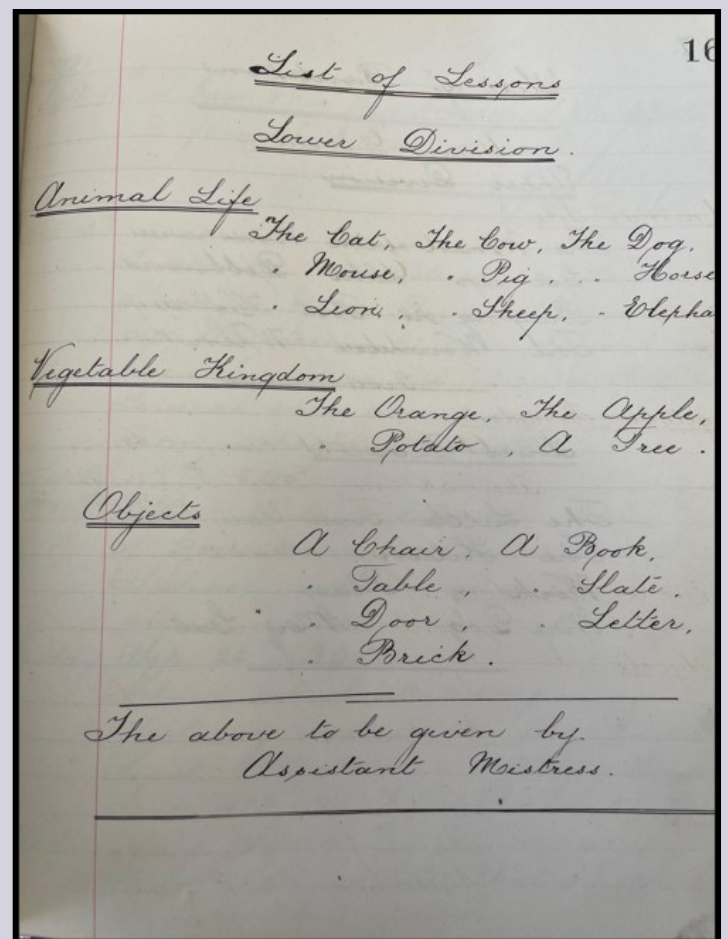 16
List of Lessons
Lower Division.
Animal Life
The Cat, The Cow, The Dog.
" Mouse, " Pig, " Horse
" Lion, " Sheep, " Elepha
Vegetable Kingdom
The Orange, The Apple,
" Potato, A Tree.
Objects
A Chair, A Book,
" Table, " Slate,
" Door, " Letter,
" Brick.
The above to be given by.
Assistant Mistress.